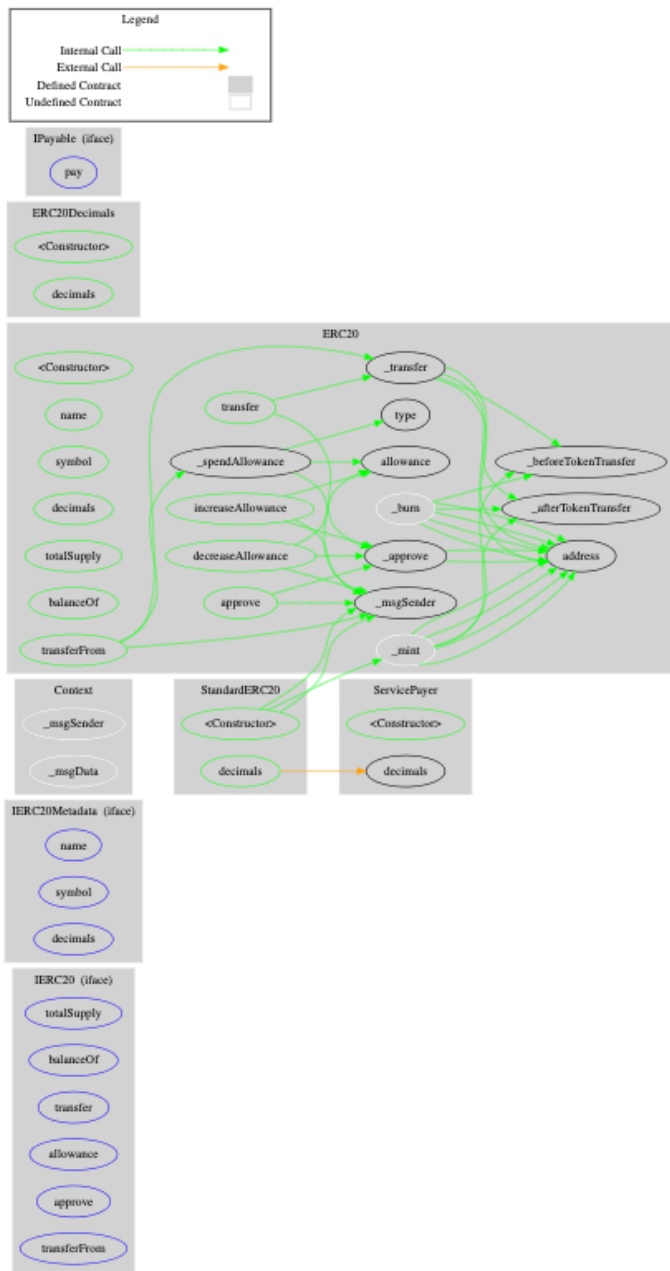 Legend
Internal Call
External Call
Defined Contract
Undefined Contract
IPayable (iface)
pay
ERC20Decimals
<Constructor>
decimals
ERC20
<Constructor>
name
symbol
decimals
totalSupply
balanceOf
transferFrom
transfer
_spendAllowance
increaseAllowance
decreaseAllowance
approve
_transfer
type
allowance
_burn
_approve
_msgSender
_mint
_beforeTokenTransfer
_afterTokenTransfer
address
Context
_msgSender
_msgData
StandardIERC20
<Constructor>
decimals
ServicePayer
<Constructor>
decimals
IERC20Metadata (iface)
name
symbol
decimals
IERC20 (iface)
totalSupply
balanceOf
transfer
allowance
approve
transferFrom